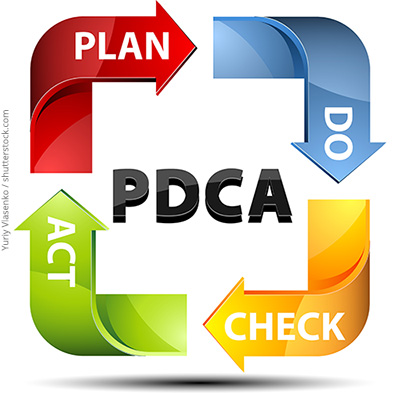 PLAN
DO
PDCA
ACT
CHECK
Yuriy Vlasenko / shutterstock.com